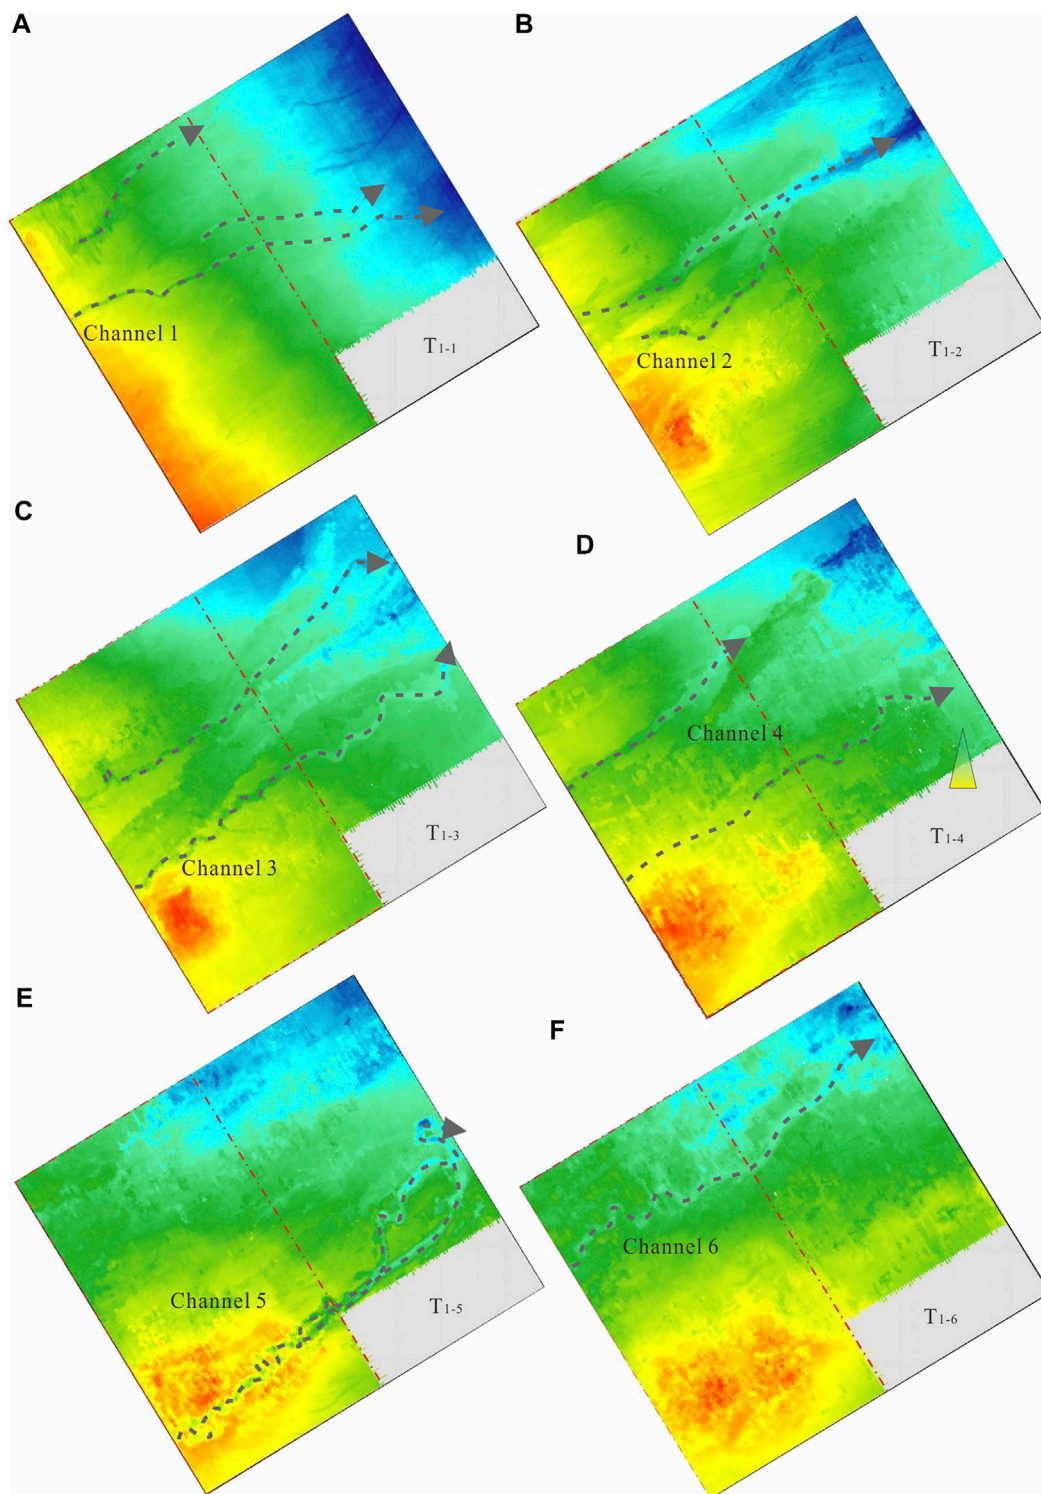 A
B
Channel 1
T1-1
Channel 2
T1-2
C
D
Channel 3
T1-3
Channel 4
T1-4
E
F
Channel 5
T1-5
Channel 6
T1-6